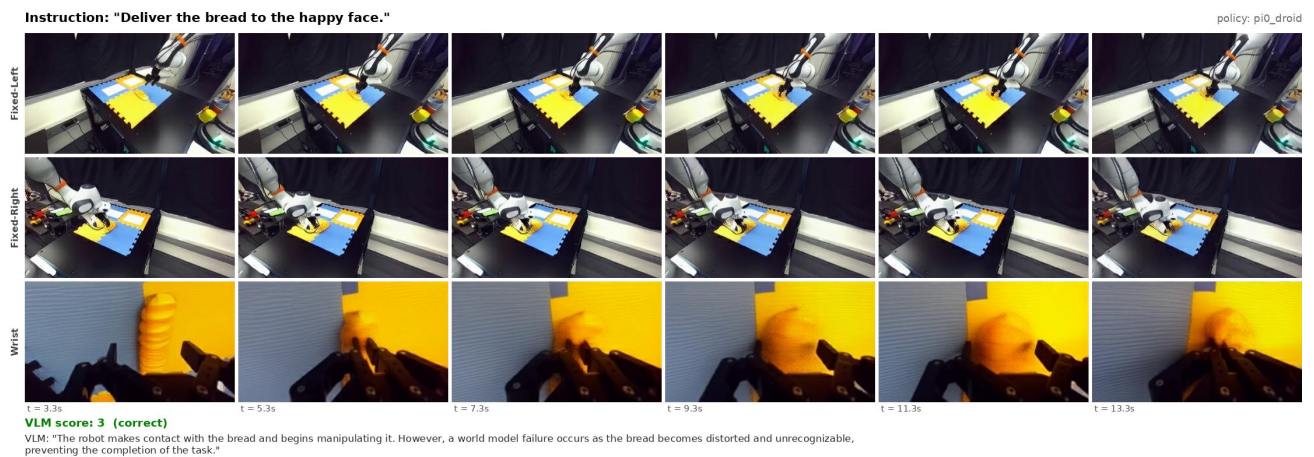 Instruction: "Deliver the bread to the happy face."
policy: pi0_droid
Fixed-Left
Fixed-Right
Wrist
t = 3.3s
t = 5.3s
t = 7.3s
t = 9.3s
t = 11.3s
t = 13.3s
VLM score: 3  (correct)
VLM: "The robot makes contact with the bread and begins manipulating it. However, a world model failure occurs as the bread becomes distorted and unrecognizable,
preventing the completion of the task."